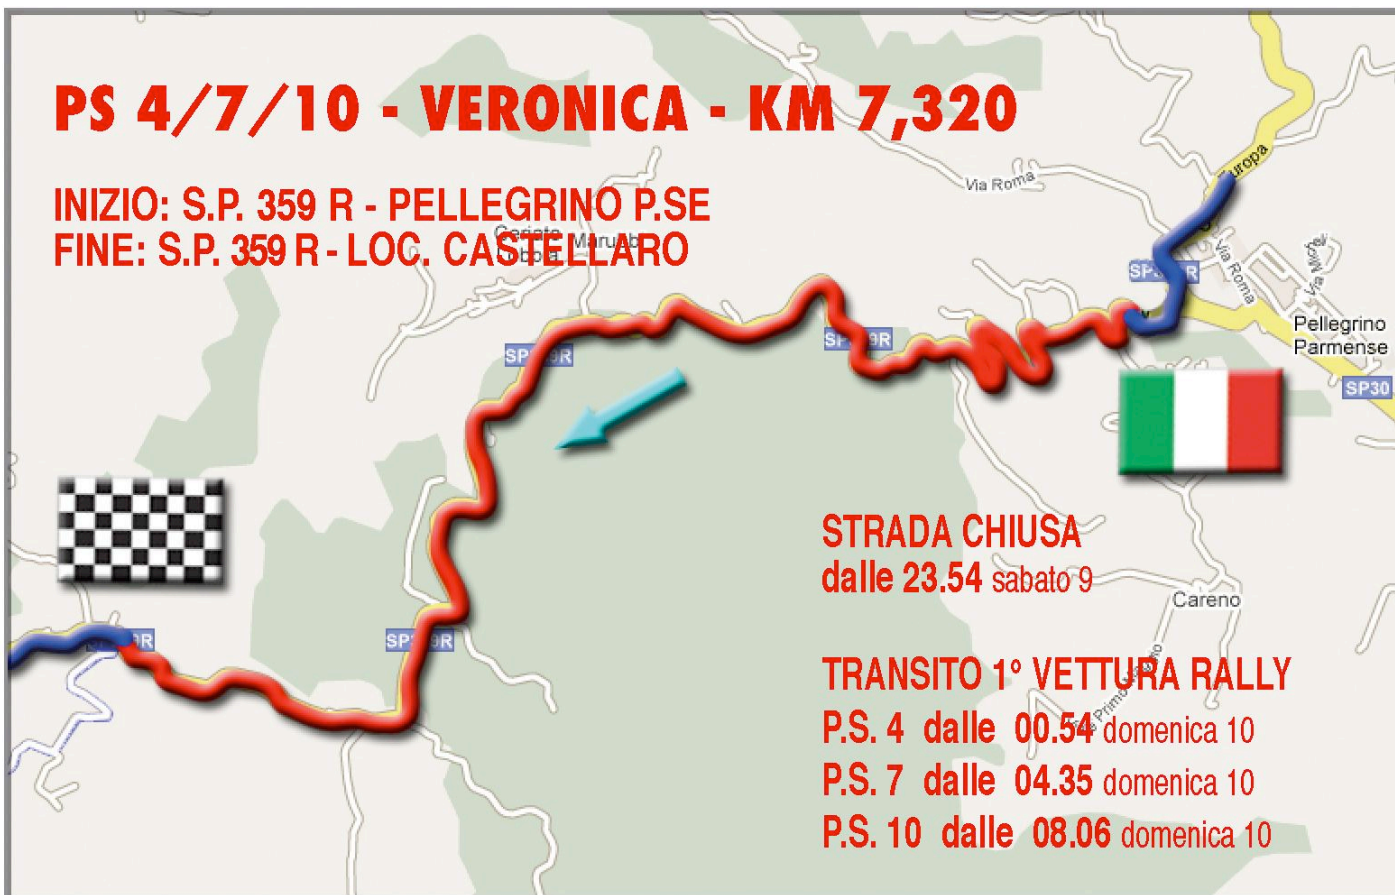 PS 4/7/10 - VERONICA - KM 7,320
INIZIO: S.P. 359 R - PELLEGRINO P.SE
FINE: S.P. 359 R - LOC. CASTELLARO
Europa
Via Roma
Via Roma
Pellegrino
Parmense
SP30
STRADA CHIUSA
dalle 23.54 sabato 9
Careno
TRANSITO 1° VETTURA RALLY
P.S. 4 dalle 00.54 domenica 10
P.S. 7 dalle 04.35 domenica 10
P.S. 10 dalle 08.06 domenica 10